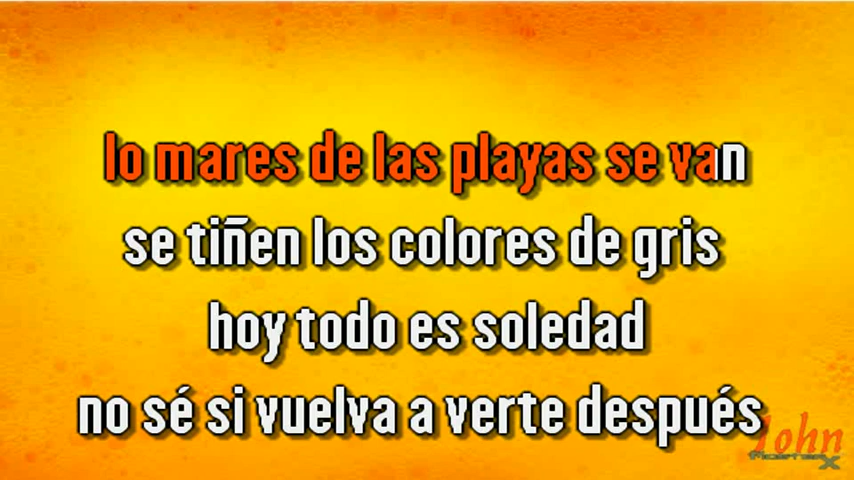 lo mares de las playas se van
se tiñen los colores de gris
hoy todo es soledad
no sé si vuelva a verte después
John